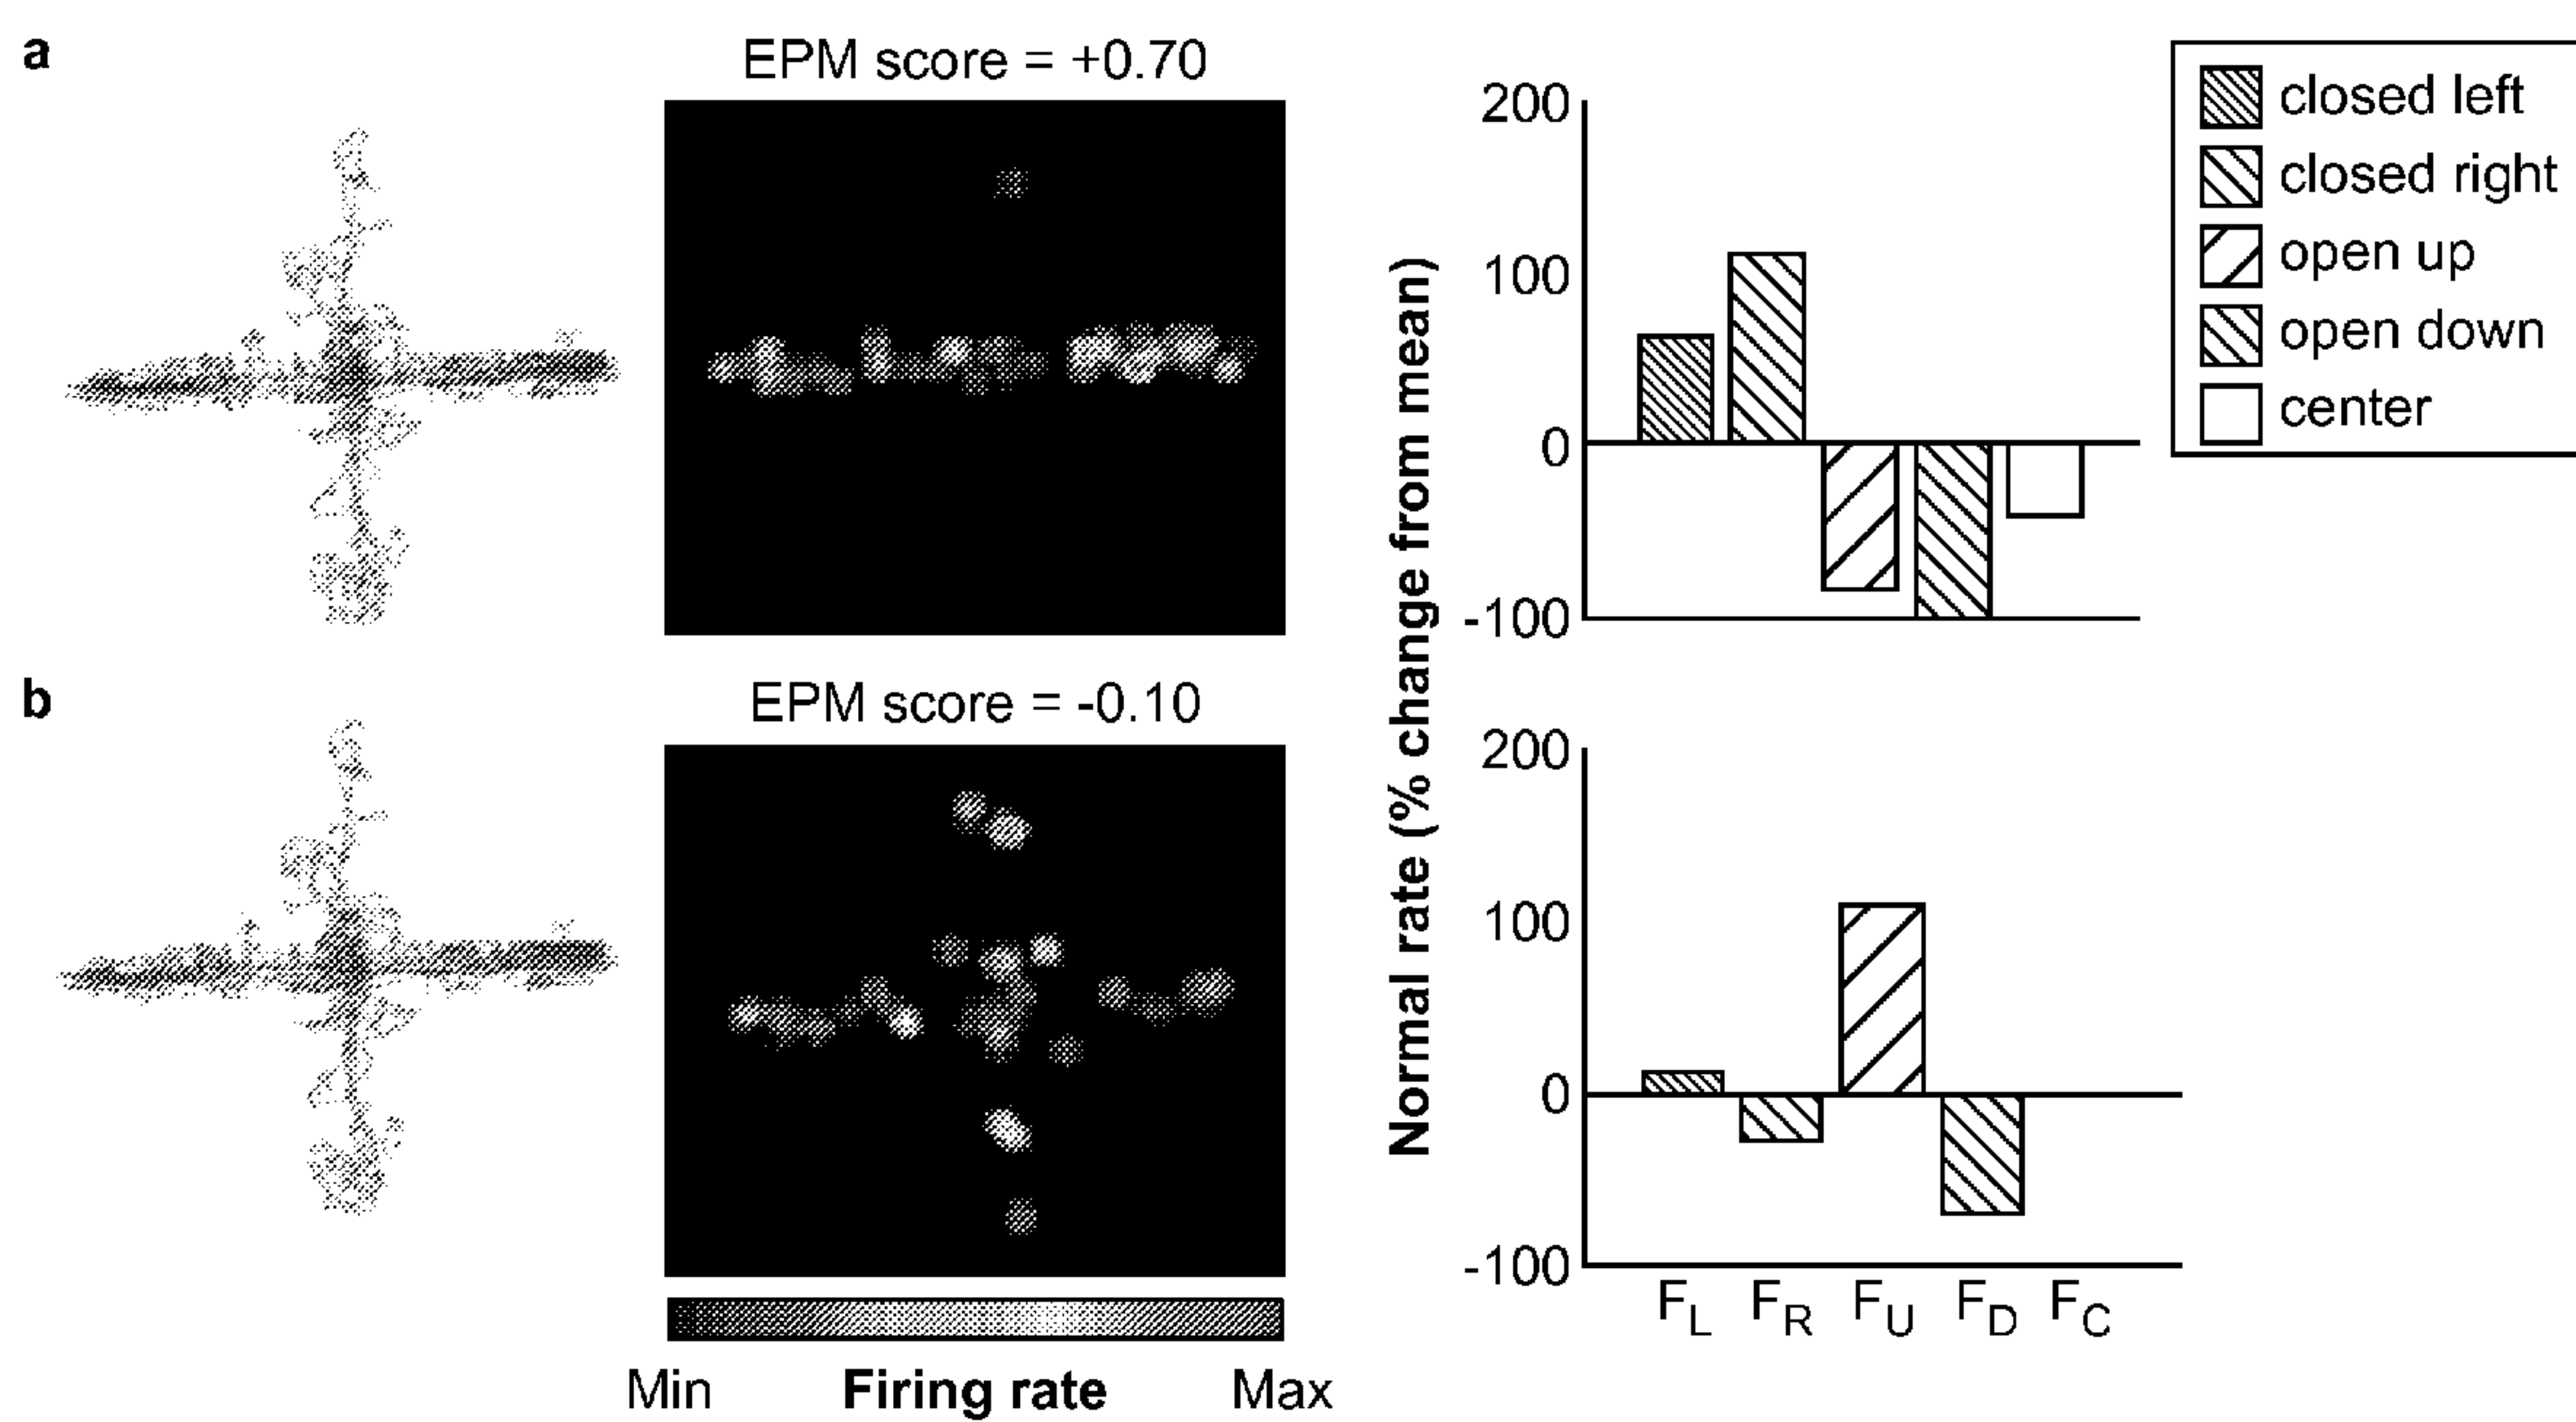 a
EPM score = +0.70
200
100
0
-100
closed left
closed right
open up
open down
center
Normal rate (% change from mean)
b
EPM score = -0.10
200
100
0
-100
FL FR FU FD FC
Min Firing rate Max